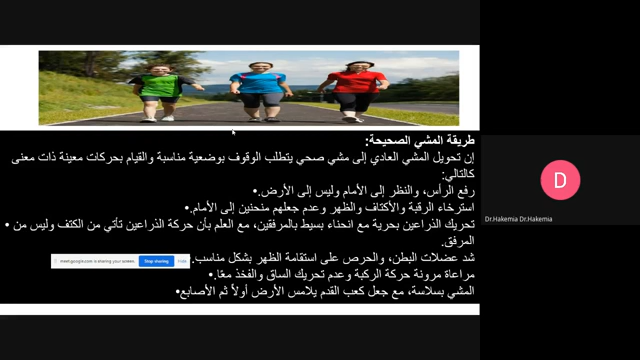 طريقة المشي الصحيحة:
إن تحويل المشي العادي إلى مشي صحي يتطلب الوقوف بوضعية مناسبة والقيام بحركات معينة ذات معنى
كالتالي:
رفع الرأس، والنظر إلى الأمام وليس إلى الأرض.•
استرخاء الرقبة والأكتاف والظهر وعدم جعلهم منحنين إلى الأمام.•
تحريك الذراعين بحرية مع انحناء بسيط بالمرفقين، مع العلم بأن حركة الذراعين تأتي من الكتف وليس من •
المرفق.
شد عضلات البطن، والحرص على استقامة الظهر بشكل مناسب.
مراعاة مرونة حركة الركبة وعدم تحريك الساق والفخذ معًا.•
المشي بسلاسة، مع جعل كعب القدم يلامس الأرض أولاً ثم الأصابع•
meet.google.com is sharing your screen. Stop sharing Hide
D
Dr.Hakemia Dr.Hakemia